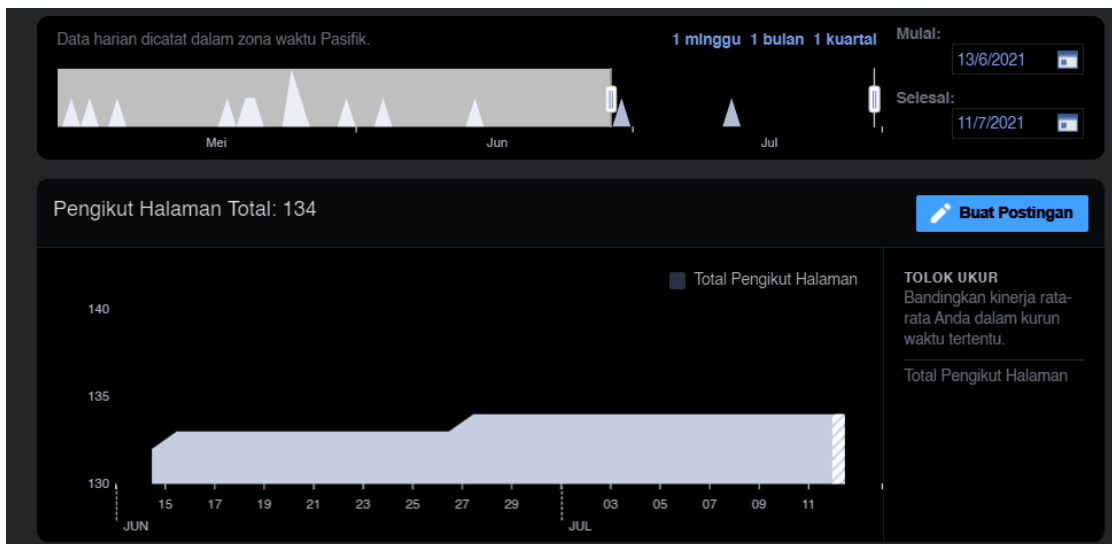 Data harian dicatat dalam zona waktu Pasifik.
1 minggu 1 bulan 1 kuartal
Mulai:
13/6/2021
Selesai:
11/7/2021
Mei Jun Jul
Pengikut Halaman Total: 134
Buat Postingan
Total Pengikut Halaman
TOLOK UKUR
Bandingkan kinerja rata-
rata Anda dalam kurun
waktu tertentu.
Total Pengikut Halaman
140
135
130
15 17 19 21 23 25 27 29 03 05 07 09 11
JUN JUL